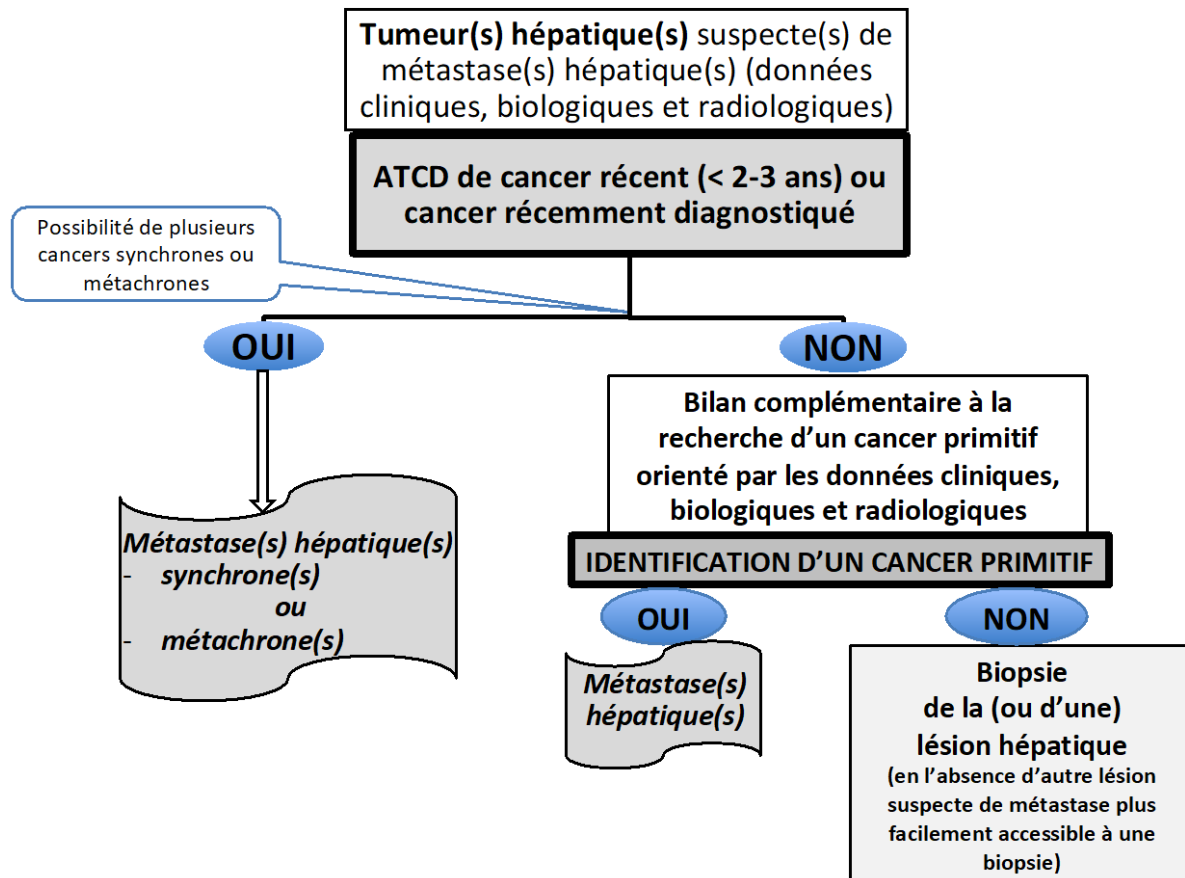 Tumeur(s) hépatique(s) suspecte(s) de
métastase(s) hépatique(s) (données
cliniques, biologiques et radiologiques)
ATCD de cancer récent (< 2-3 ans) ou
cancer récemment diagnostiqué
Possibilité de plusieurs
cancers synchrones ou
métachrones
OUI
NON
Métastase(s) hépatique(s)
- synchrone(s)
ou
- métachrone(s)
Bilan complémentaire à la
recherche d’un cancer primitif
orienté par les données cliniques,
biologiques et radiologiques
IDENTIFICATION D’UN CANCER PRIMITIF
OUI
NON
Métastase(s)
hépatique(s)
Biopsie
de la (ou d’une)
lésion hépatique
(en l’absence d’autre lésion
suspecte de métastase plus
facilement accessible à une
biopsie)